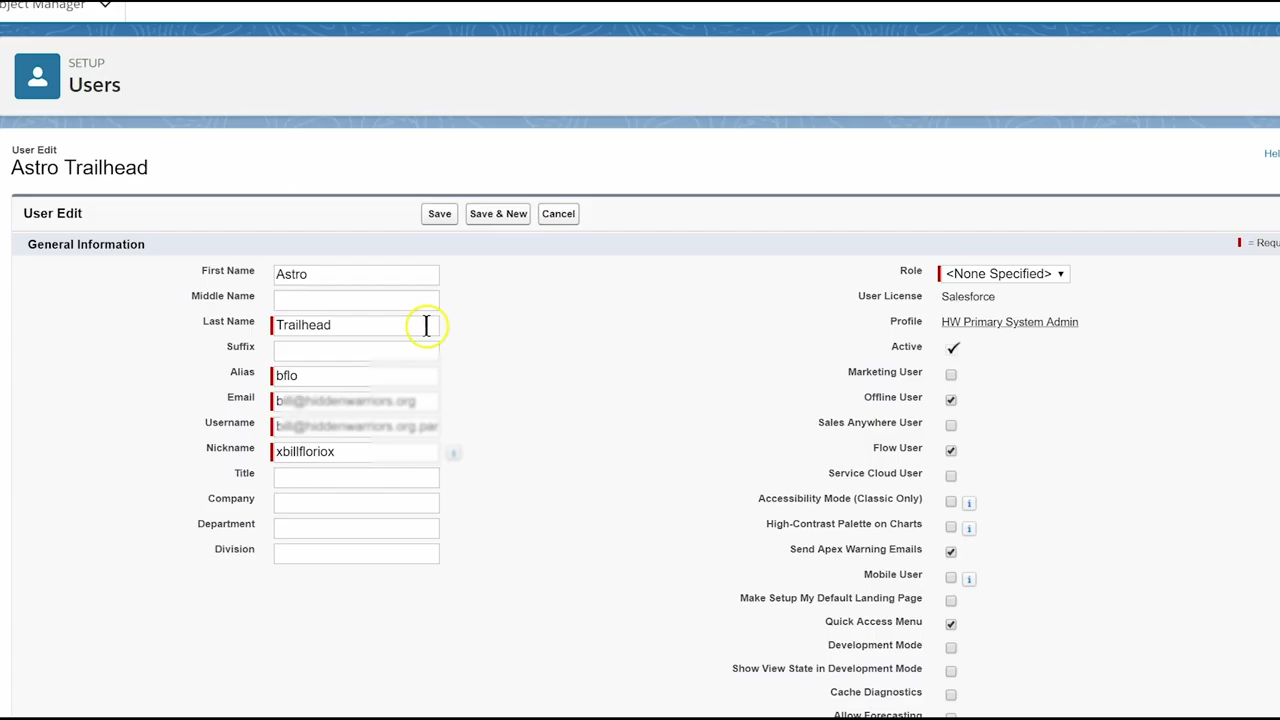 bject Manager
SETUP
Users
User Edit
Astro Trailhead
Hel
User Edit
Save
Save & New
Cancel
General Information
= Requ
First Name
Astro
Middle Name
Last Name
Trailhead
Suffix
Alias
bflo
Email
bill@hiddenwarriors.org
Username
bill@hiddenwarriors.org.par
Nickname
xbillfloriox
i
Title
Company
Department
Division
Role
<None Specified>
User License
Salesforce
Profile
HW Primary System Admin
Active
Marketing User
Offline User
Sales Anywhere User
Flow User
Service Cloud User
Accessibility Mode (Classic Only)
i
High-Contrast Palette on Charts
i
Send Apex Warning Emails
Mobile User
i
Make Setup My Default Landing Page
Quick Access Menu
Development Mode
Show View State in Development Mode
Cache Diagnostics
Allow Forecasting